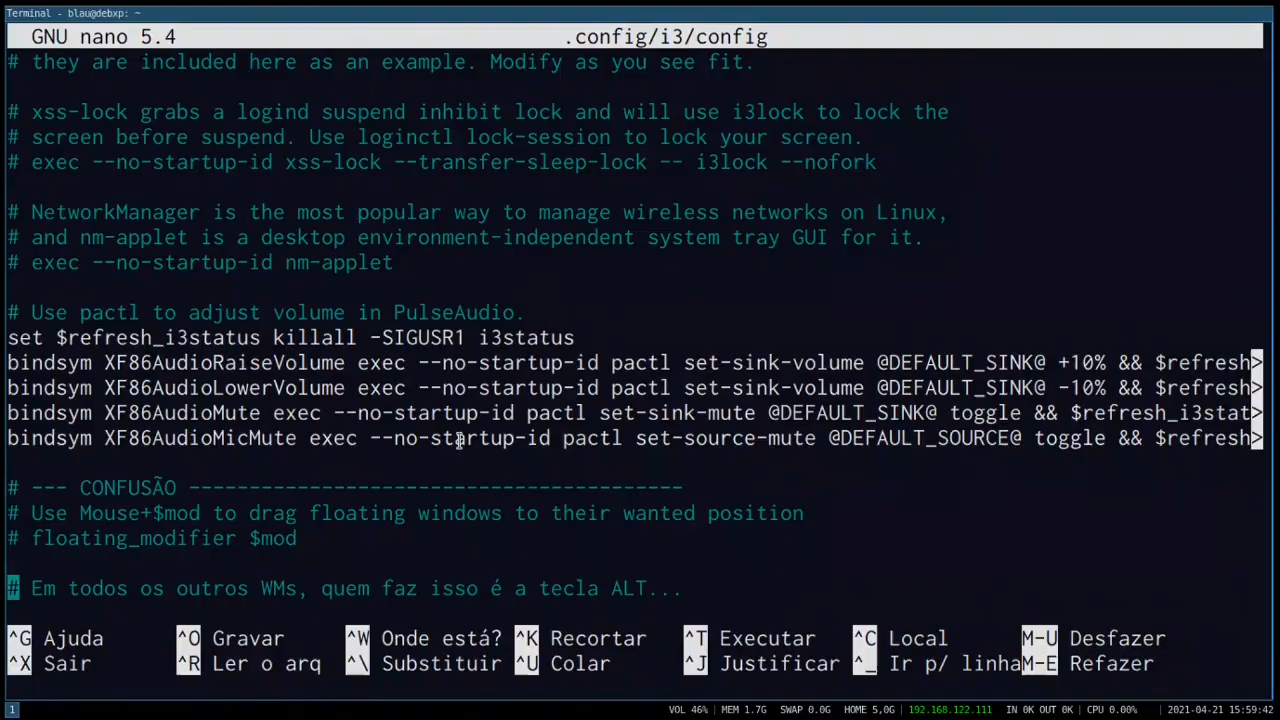 Terminal - blau@debxp: ~
GNU nano 5.4 .config/i3/config
# they are included here as an example. Modify as you see fit.
# xss-lock grabs a logind suspend inhibit lock and will use i3lock to lock the
# screen before suspend. Use loginctl lock-session to lock your screen.
# exec --no-startup-id xss-lock --transfer-sleep-lock -- i3lock --nofork
# NetworkManager is the most popular way to manage wireless networks on Linux,
# and nm-applet is a desktop environment-independent system tray GUI for it.
# exec --no-startup-id nm-applet
# Use pactl to adjust volume in PulseAudio.
set $refresh_i3status killall -SIGUSR1 i3status
bindsym XF86AudioRaiseVolume exec --no-startup-id pactl set-sink-volume @DEFAULT_SINK@ +10% && $refresh>
bindsym XF86AudioLowerVolume exec --no-startup-id pactl set-sink-volume @DEFAULT_SINK@ -10% && $refresh>
bindsym XF86AudioMute exec --no-startup-id pactl set-sink-mute @DEFAULT_SINK@ toggle && $refresh_i3stat>
bindsym XF86AudioMicMute exec --no-startup-id pactl set-source-mute @DEFAULT_SOURCE@ toggle && $refresh>
# --- CONFUSÃO -----------------------------------------
# Use Mouse+$mod to drag floating windows to their wanted position
# floating_modifier $mod
# Em todos os outros WMs, quem faz isso é a tecla ALT...
^G Ajuda ^O Gravar ^W Onde está? ^K Recortar ^T Executar ^C Local M-U Desfazer
^X Sair ^R Ler o arq ^\ Substituir ^U Colar ^J Justificar ^_ Ir p/ linha M-E Refazer
1 VOL 46% | MEM 1.7G | SWAP 0.0G | HOME 5,0G | 192.168.122.111 | IN 0K OUT 0K | CPU 0.00% | 2021-04-21 15:59:42